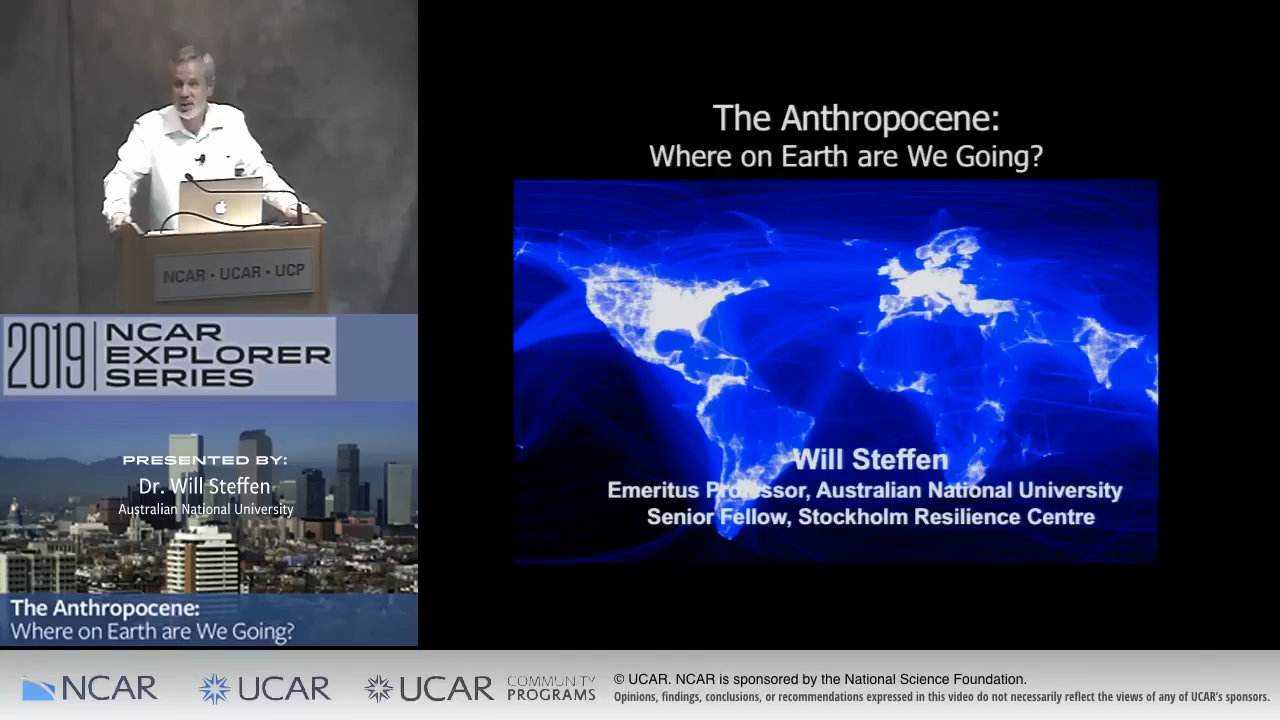 NCAR • UCAR • UCP
2019
NCAR
EXPLORER
SERIES
PRESENTED BY:
Dr. Will Steffen
Australian National University
The Anthropocene:
Where on Earth are We Going?
The Anthropocene:
Where on Earth are We Going?
Will Steffen
Emeritus Professor, Australian National University
Senior Fellow, Stockholm Resilience Centre
NCAR
UCAR
UCAR
COMMUNITY
PROGRAMS
© UCAR. NCAR is sponsored by the National Science Foundation.
Opinions, findings, conclusions, or recommendations expressed in this video do not necessarily reflect the views of any of UCAR's sponsors.